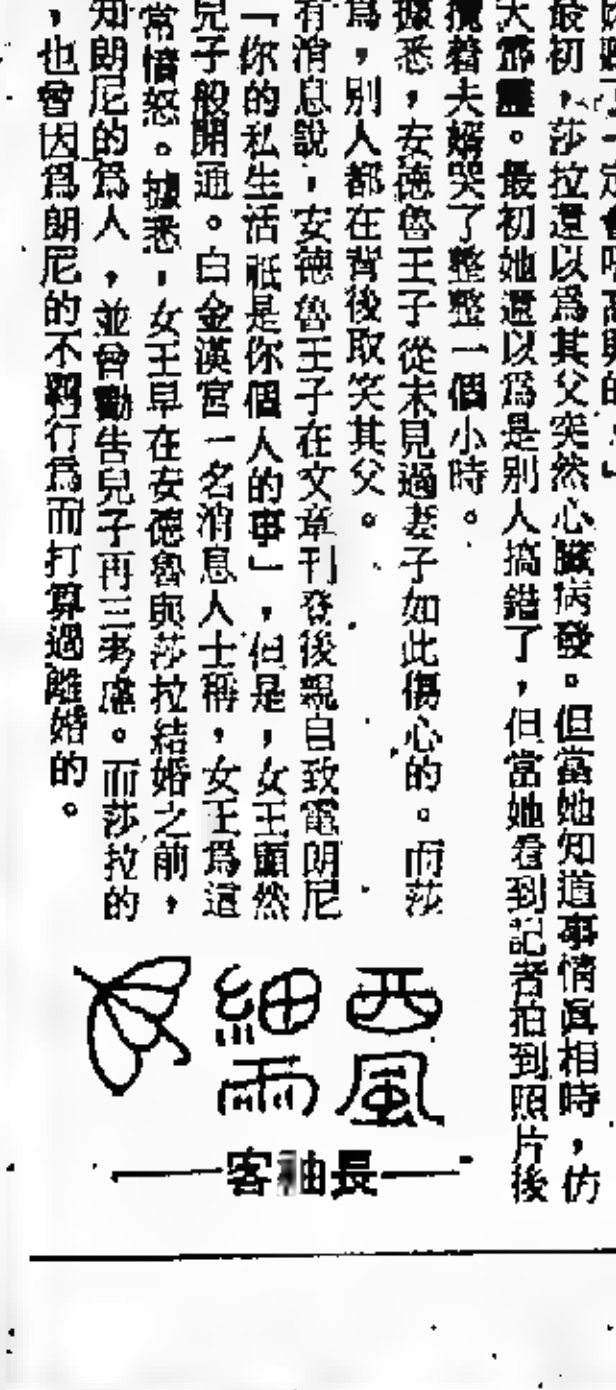 最初，莎拉還以爲其父突然心臟病發。但當她知道事情眞相時，仿
大爲震。最初她還以爲是別人搞錯了，但當她看到記者拍到照片後
攬着夫婿哭了整整一個小時。
據悉，安德魯王子從未見過妻子如此傷心的。而莎
爲，別人都在背後取笑其父。
有消息說，安德魯王子在文章刊登後親自致電朗尼
「你的私生活祗是你個人的事」，但是，女王顯然
兒子般開通。白金漢宮一名消息人士稱，女王爲這
常憤怒。據悉，女王早在安德魯與莎拉結婚之前，
知朗尼的爲人，並曾勸告兒子再三考慮。而莎拉的
，也曾因爲朗尼的不羈行爲而打算過離婚的。
西風
細雨
長袖客